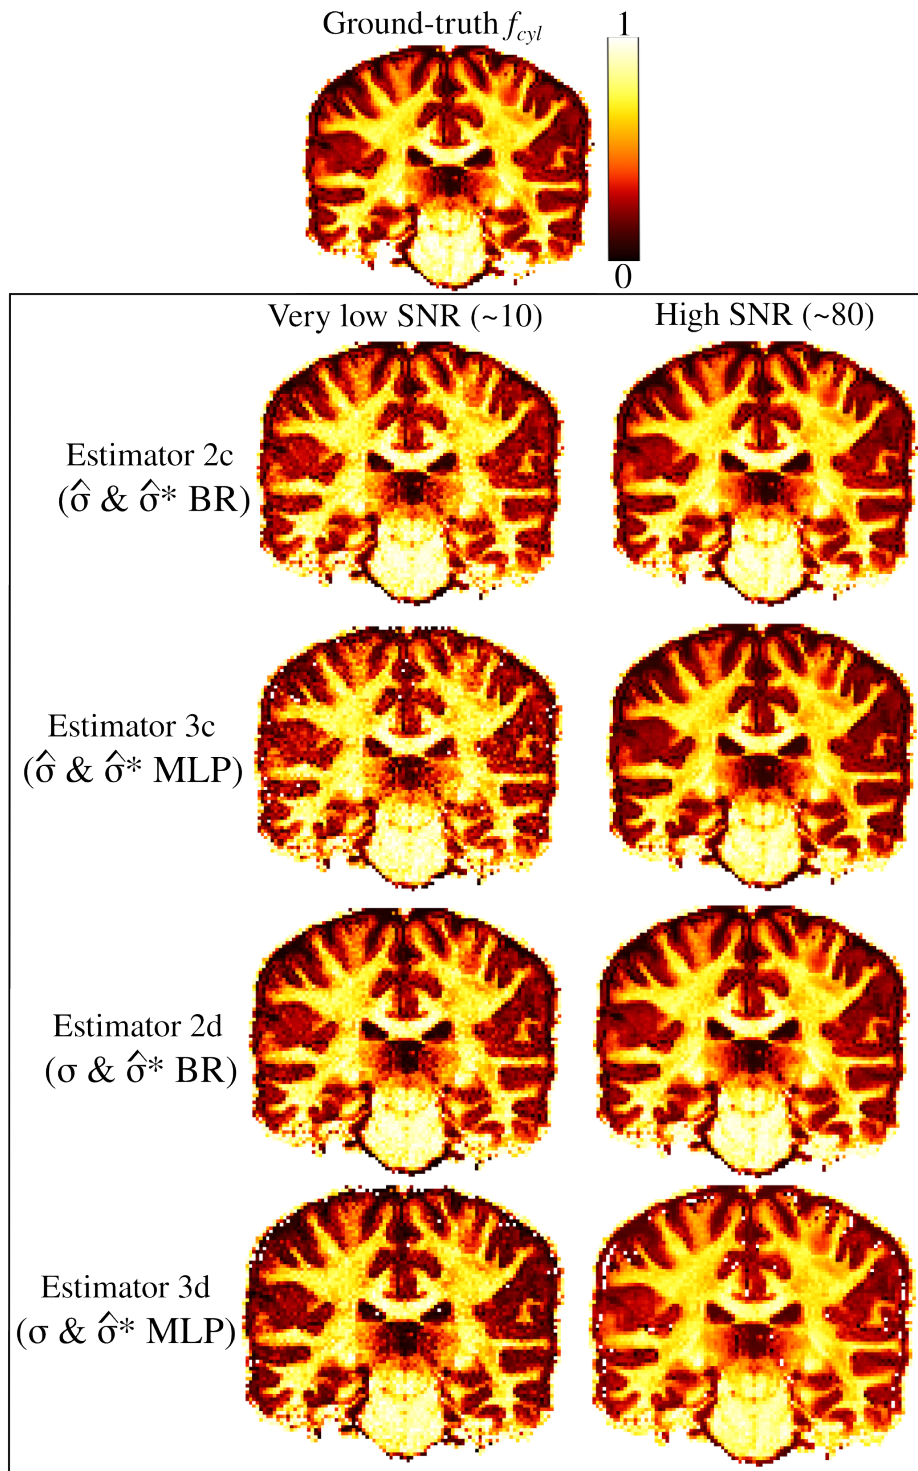 Ground-truth f_cyl
1
0
Very low SNR (~10)
High SNR (~80)
Estimator 2c
(σ̂ & σ̂* BR)
Estimator 3c
(σ̂ & σ̂* MLP)
Estimator 2d
(σ & σ̂* BR)
Estimator 3d
(σ & σ̂* MLP)